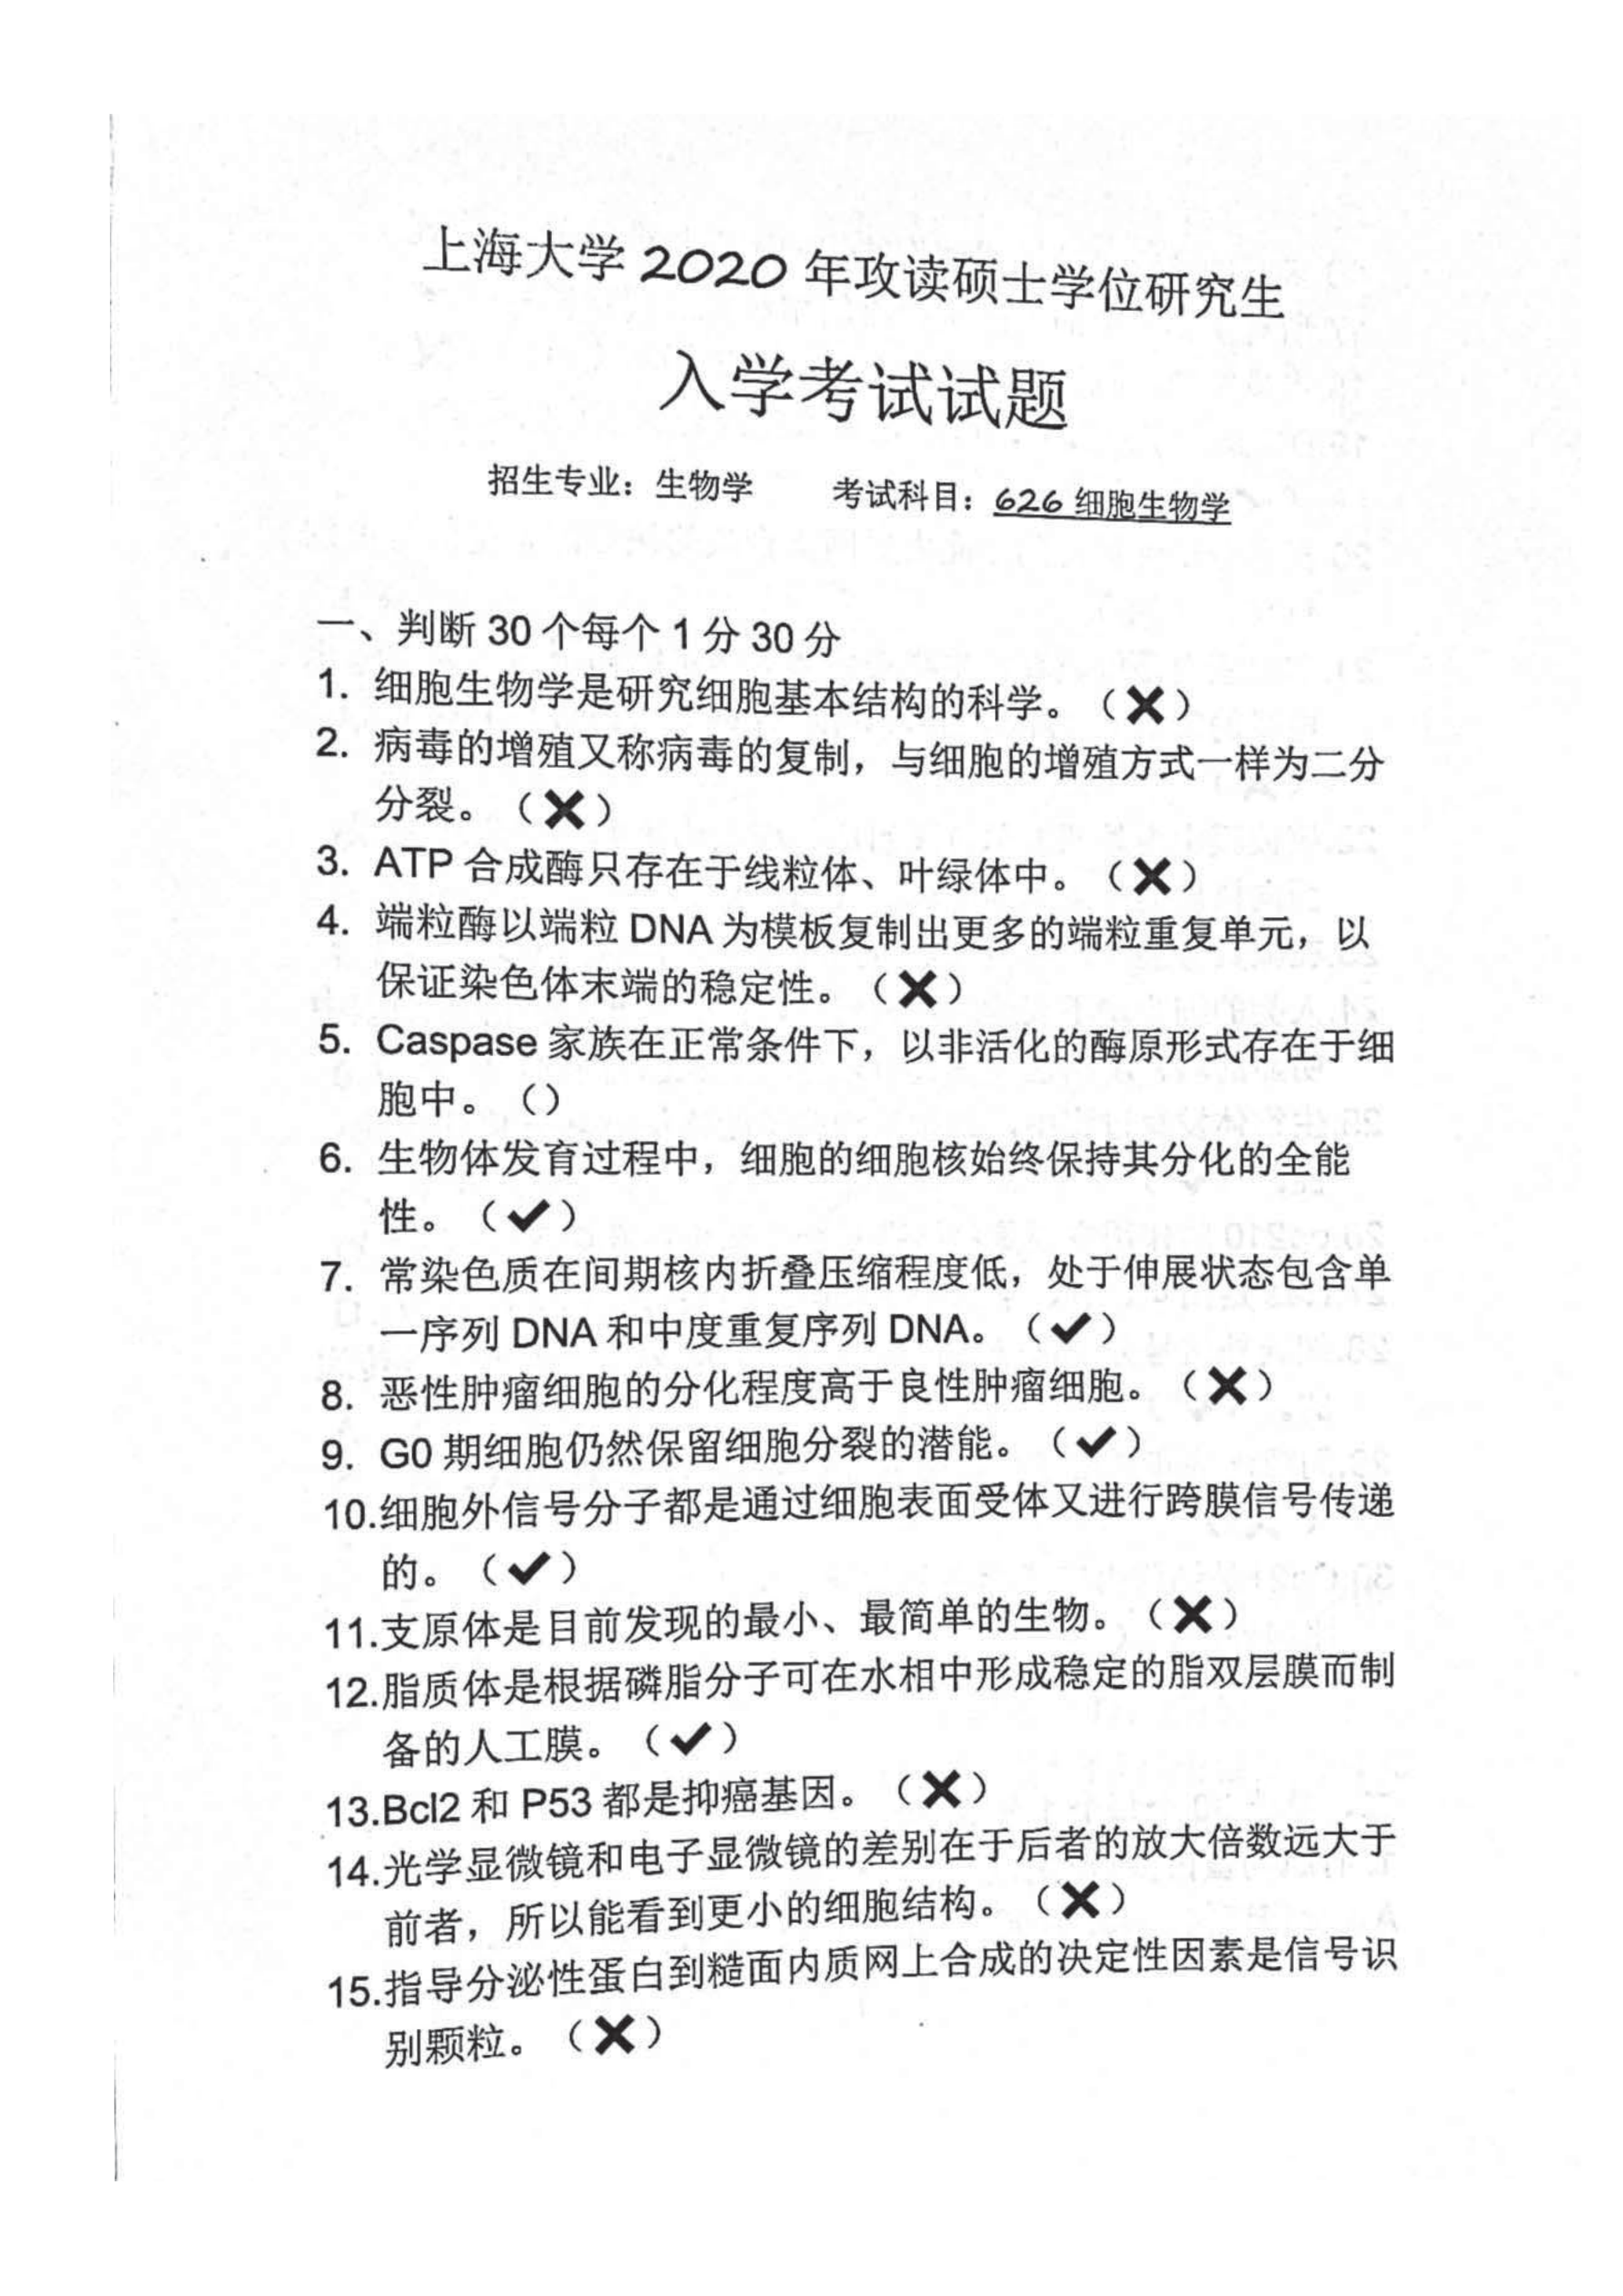 上海大学 2020 年攻读硕士学位研究生
入学考试试题
招生专业：生物学 考试科目：626 细胞生物学
一、判断 30 个每个 1 分 30 分
1. 细胞生物学是研究细胞基本结构的科学。（✖）
2. 病毒的增殖又称病毒的复制，与细胞的增殖方式一样为二分
分裂。（✖）
3. ATP 合成酶只存在于线粒体、叶绿体中。（✖）
4. 端粒酶以端粒 DNA 为模板复制出更多的端粒重复单元，以
保证染色体末端的稳定性。（✖）
5. Caspase 家族在正常条件下，以非活化的酶原形式存在于细
胞中。（）
6. 生物体发育过程中，细胞的细胞核始终保持其分化的全能
性。（✔）
7. 常染色质在间期核内折叠压缩程度低，处于伸展状态包含单
一序列 DNA 和中度重复序列 DNA。（✔）
8. 恶性肿瘤细胞的分化程度高于良性肿瘤细胞。（✖）
9. G0 期细胞仍然保留细胞分裂的潜能。（✔）
10.细胞外信号分子都是通过细胞表面受体又进行跨膜信号传递
的。（✔）
11.支原体是目前发现的最小、最简单的生物。（✖）
12.脂质体是根据磷脂分子可在水相中形成稳定的脂双层膜而制
备的人工膜。（✔）
13.Bcl2 和 P53 都是抑癌基因。（✖）
14.光学显微镜和电子显微镜的差别在于后者的放大倍数远大于
前者，所以能看到更小的细胞结构。（✖）
15.指导分泌性蛋白到糙面内质网上合成的决定性因素是信号识
别颗粒。（✖）